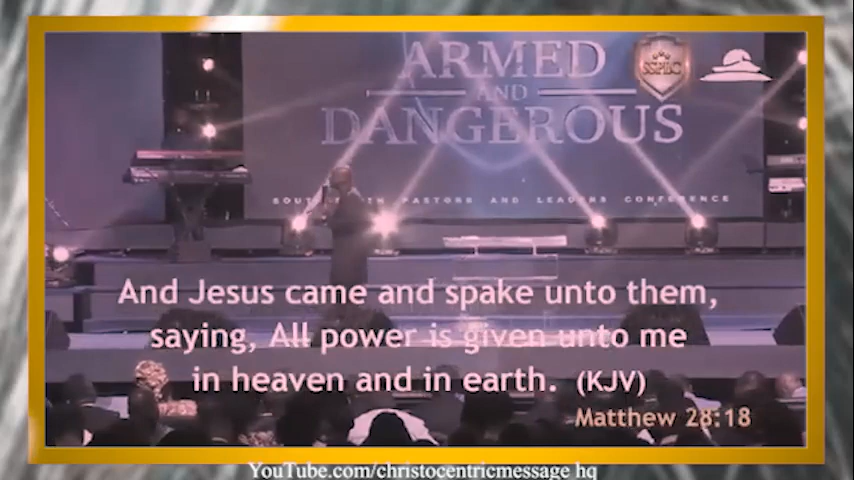 ARMED
AND
DANGEROUS
PASTORS AND LEADERS CONFERENCE
And Jesus came and spake unto them,
saying, All power is given unto me
in heaven and in earth. (KJV)
Matthew 28:18
YouTube.com/christocentricmessage hq